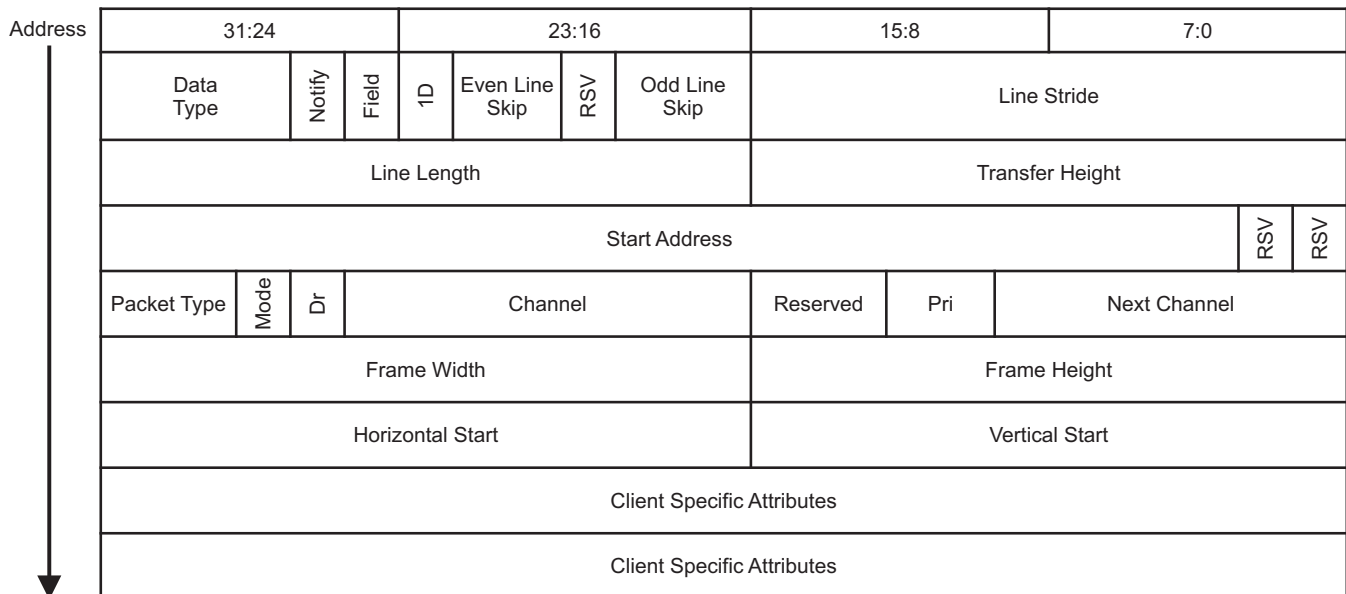 Address
31:24 23:16 15:8 7:0
Data
Type
Notify
Field
1D
Even Line
Skip
RSV
Odd Line
Skip
Line Stride
Line Length Transfer Height
Start Address RSV RSV
Packet Type Mode Dr Channel Reserved Pri Next Channel
Frame Width Frame Height
Horizontal Start Vertical Start
Client Specific Attributes
Client Specific Attributes